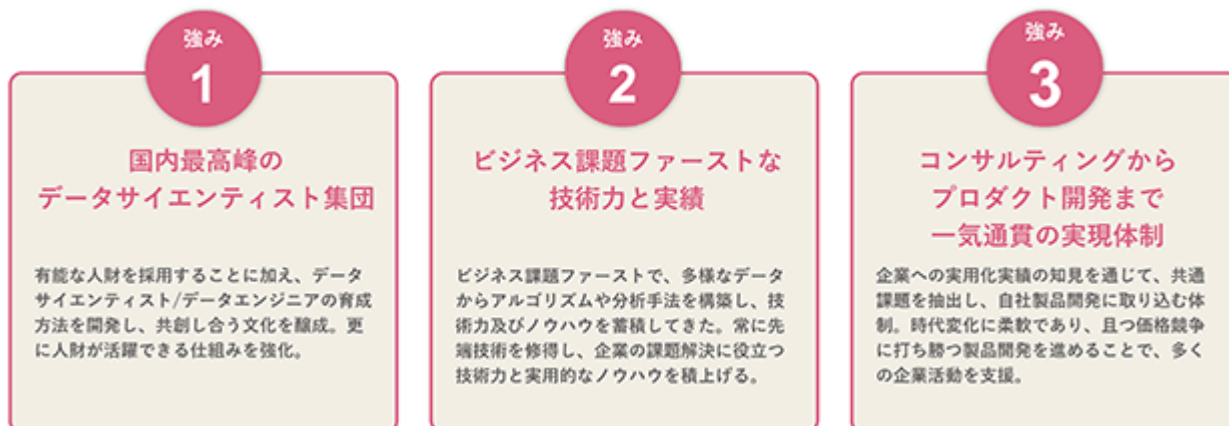 強み
1
国内最高峰の
データサイエンティスト集団
有能な人財を採用することに加え、データ
サイエンティスト/データエンジニアの育成
方法を開発し、共創し合う文化を醸成。更
に人財が活躍できる仕組みを強化。
強み
2
ビジネス課題ファーストな
技術力と実績
ビジネス課題ファーストで、多様なデータ
からアルゴリズムや分析手法を構築し、技
術力及びノウハウを蓄積してきた。常に先
端技術を修得し、企業の課題解決に役立つ
技術力と実用的なノウハウを積上げる。
強み
3
コンサルティングから
プロダクト開発まで
一気通貫の実現体制
企業への実用化実績の知見を通じて、共通
課題を抽出し、自社製品開発に取り込む体
制。時代変化に柔軟であり、且つ価格競争
に打ち勝つ製品開発を進めることで、多く
の企業活動を支援。